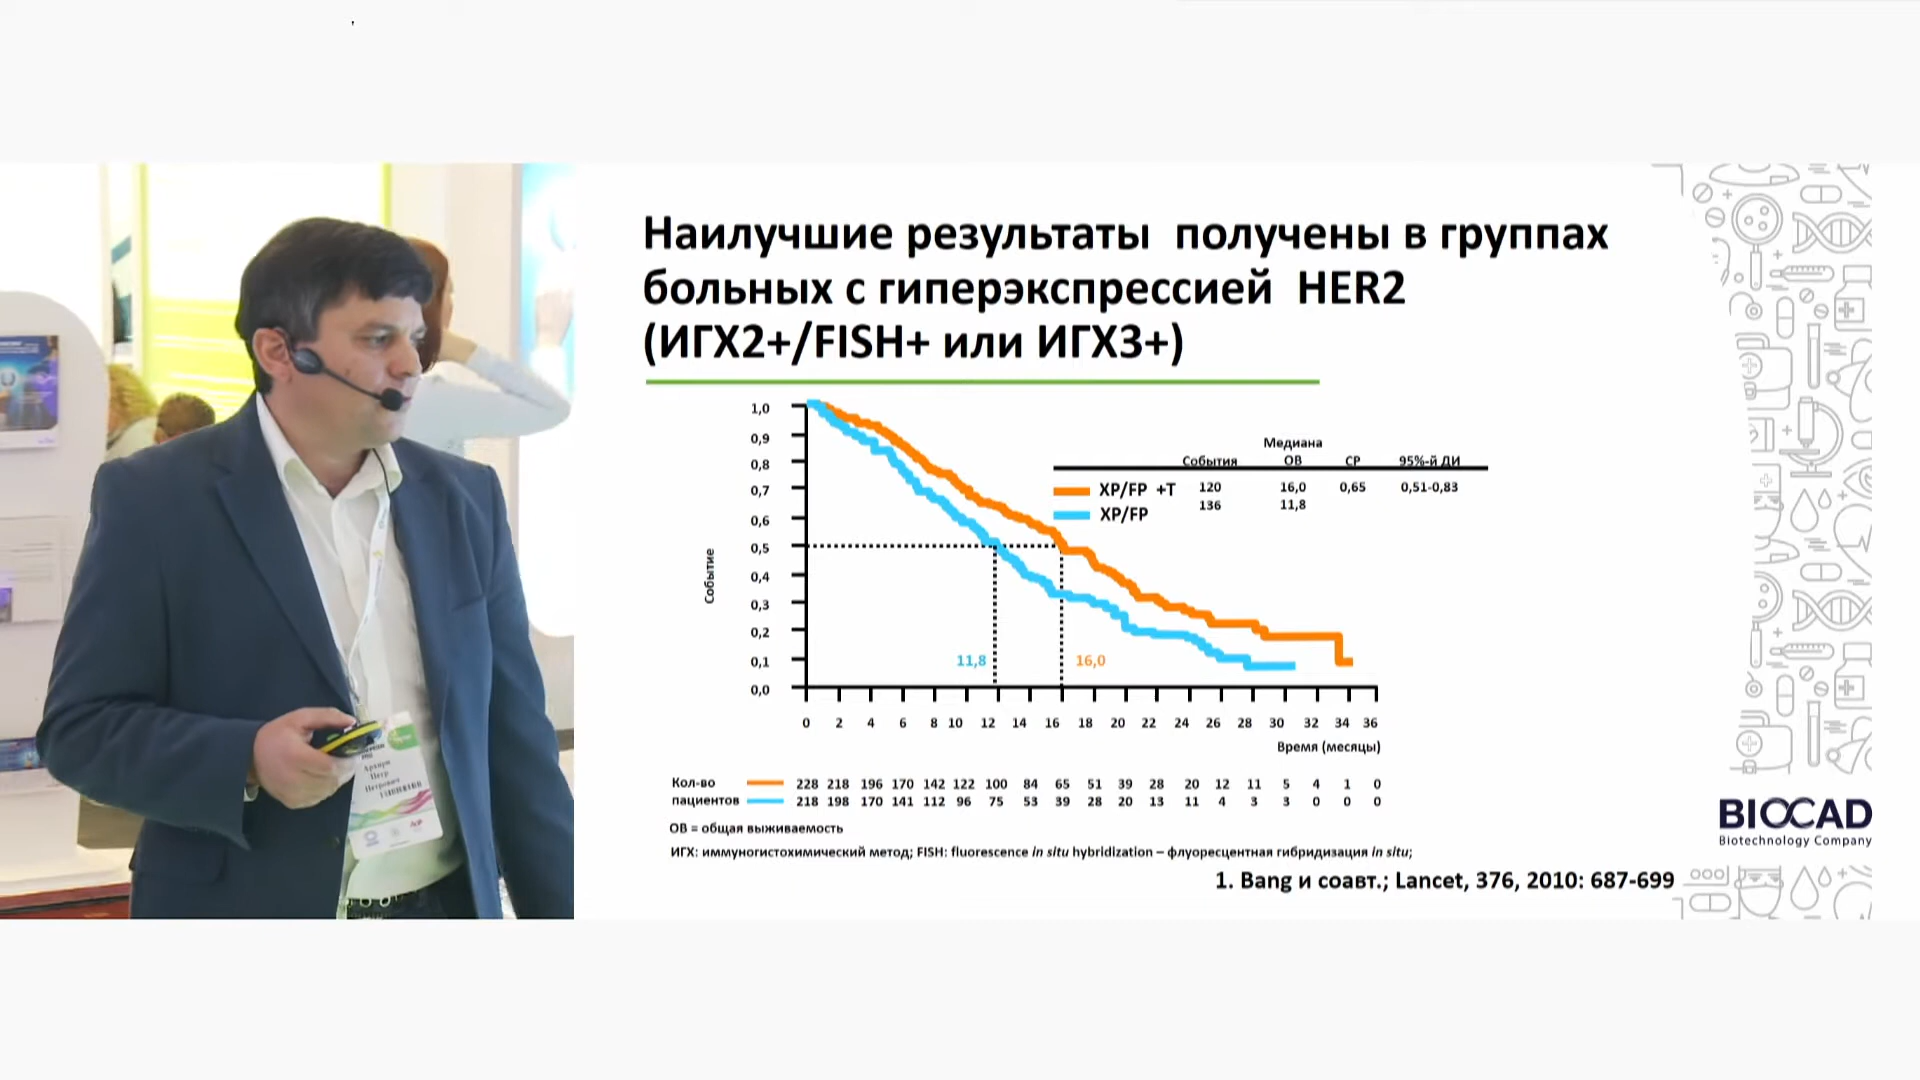 Наилучшие результаты получены в группах
больных с гиперэкспрессией HER2
(ИГХ2+/FISH+ или ИГХ3+)
1,0
0,9
0,8
0,7
0,6
0,5
0,4
0,3
0,2
0,1
0,0
Событие
Медиана
События ОВ СР 95%-й ДИ
XP/FP +T 120 16,0 0,65 0,51-0,83
XP/FP 136 11,8
11,8 16,0
0 2 4 6 8 10 12 14 16 18 20 22 24 26 28 30 32 34 36
Время (месяцы)
Кол-во
пациентов
228 218 196 170 142 122 100 84 65 51 39 28 20 12 11 5 4 1 0
218 198 170 141 112 96 75 53 39 28 20 13 11 4 3 3 0 0 0
ОВ = общая выживаемость
ИГХ: иммуногистохимический метод; FISH: fluorescence in situ hybridization – флуоресцентная гибридизация in situ;
1. Bang и соавт.; Lancet, 376, 2010: 687-699
BIOCAD
Biotechnology Company
Петр
Петрович